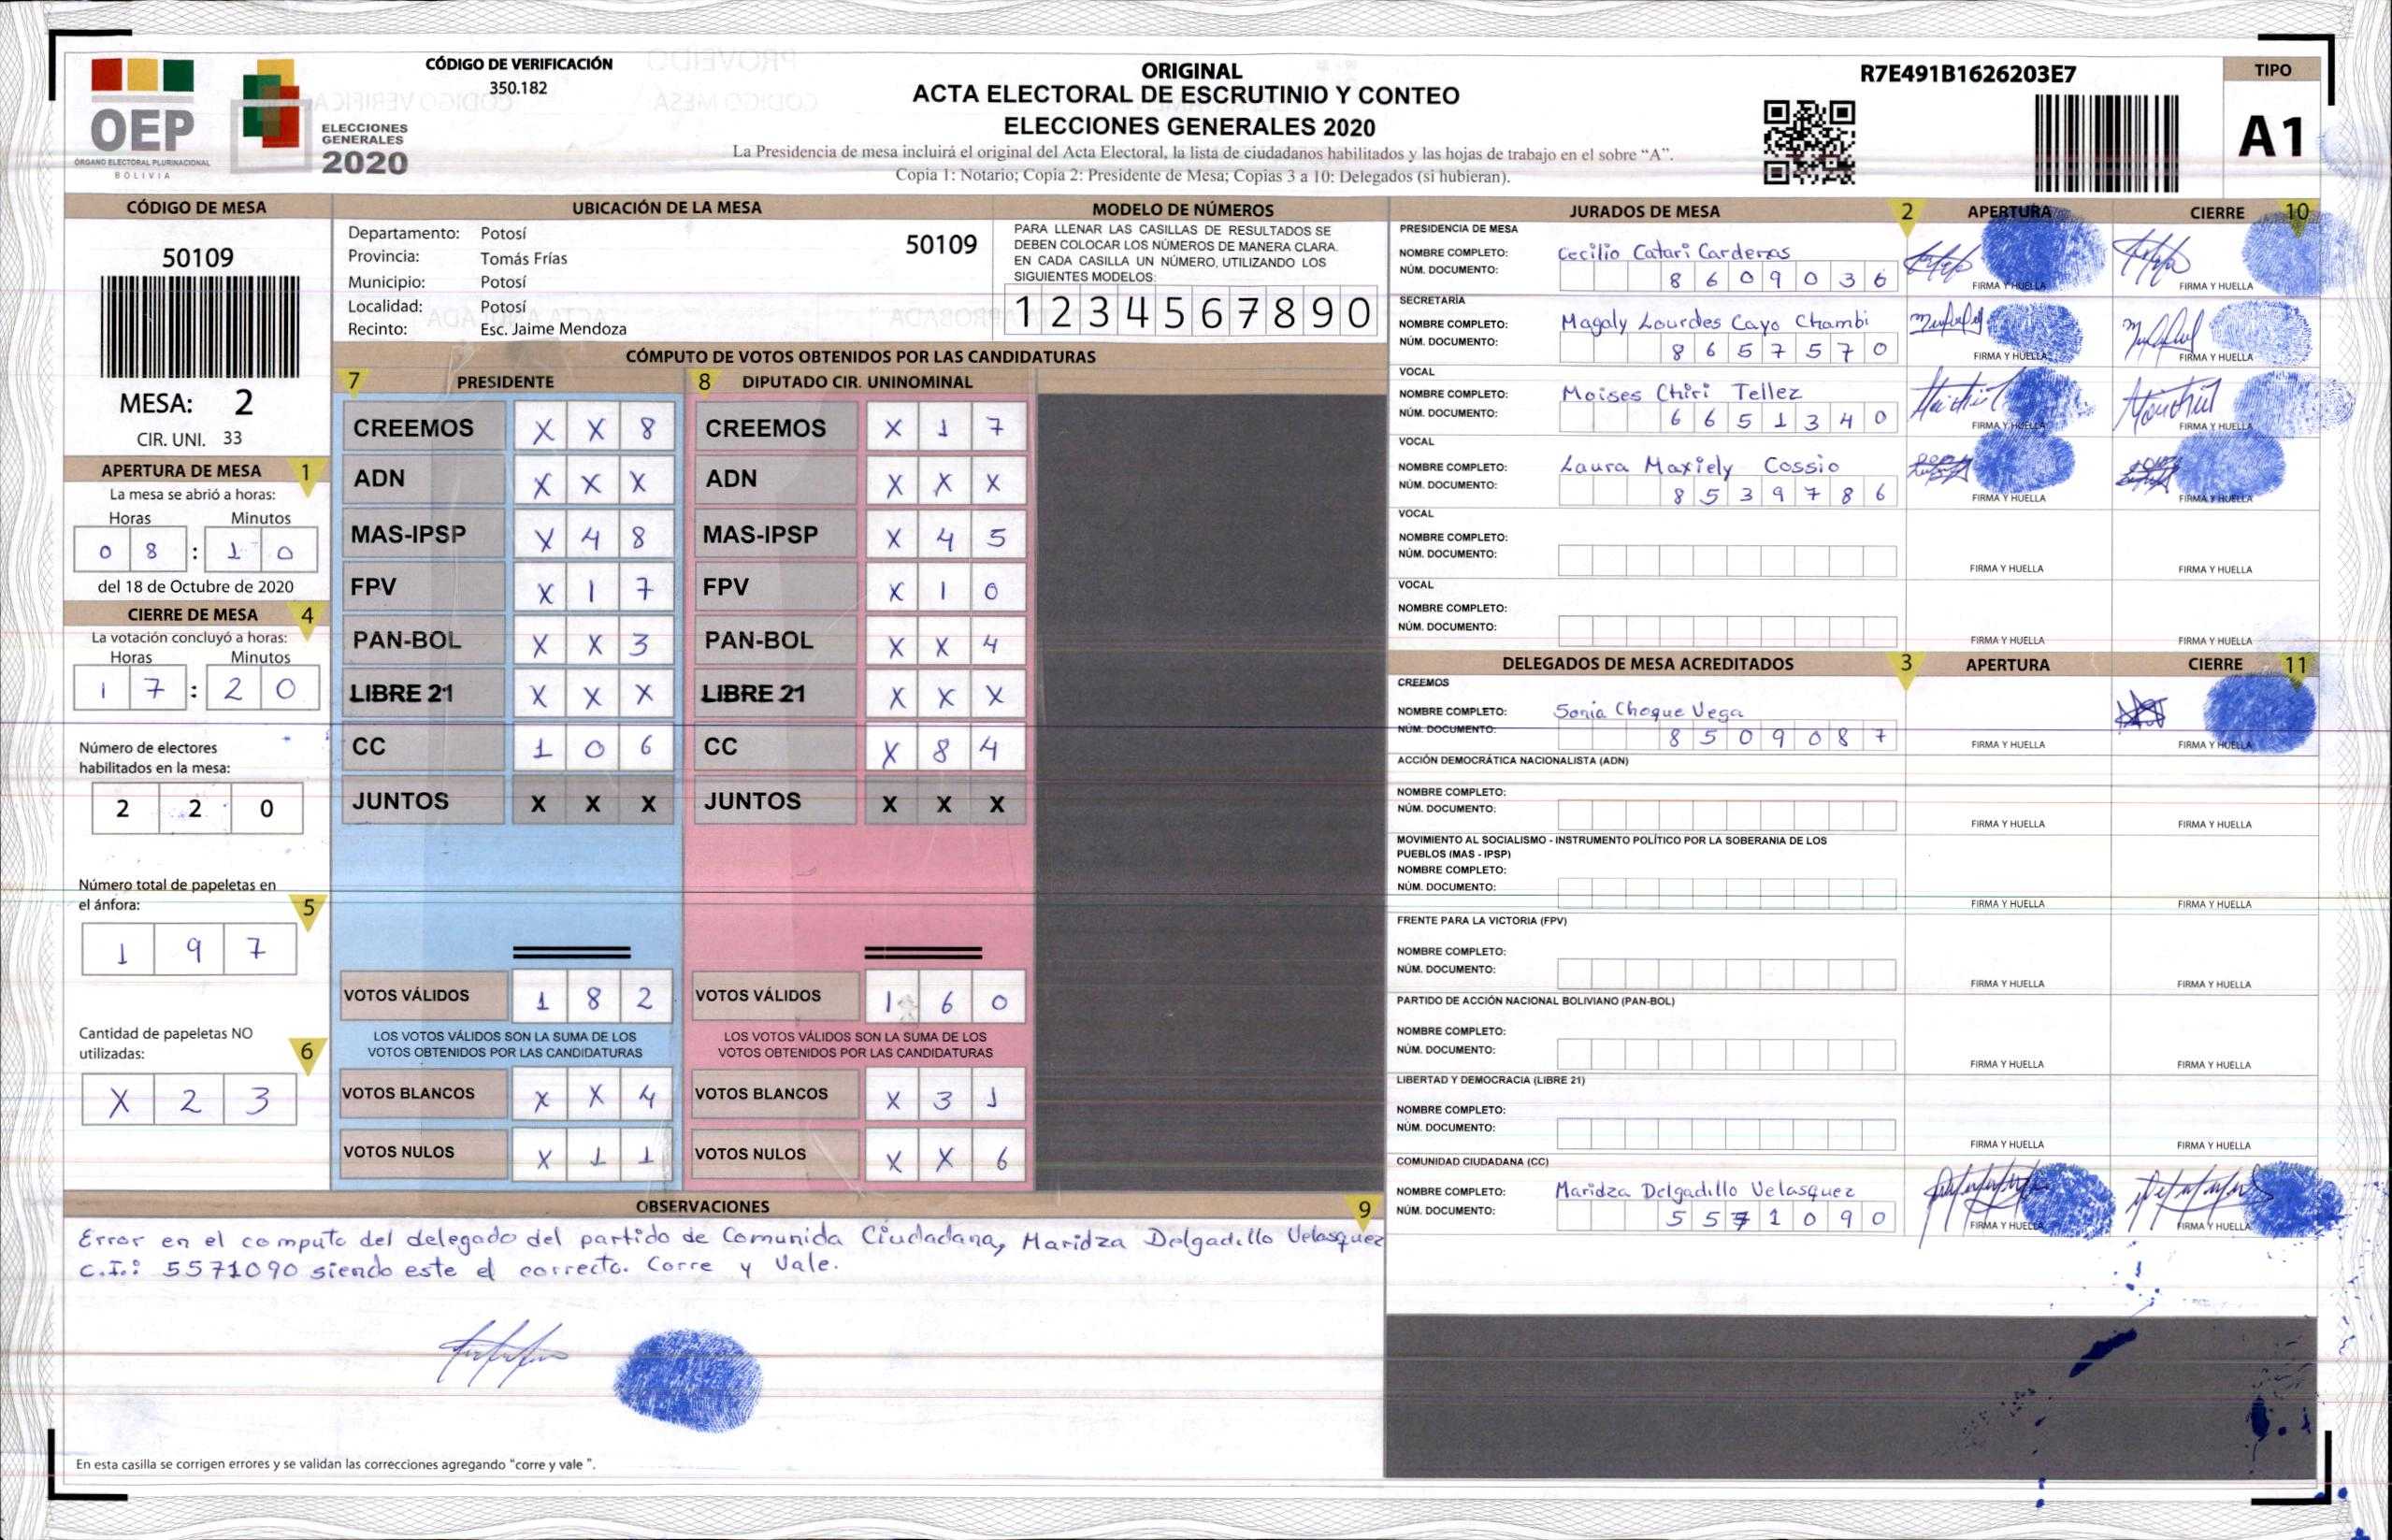 CÓDIGO DE VERIFICACIÓN
350.182
OEP
ÓRGANO ELECTORAL PLURINACIONAL
BOLIVIA
ELECCIONES
GENERALES
2020
ORIGINAL
ACTA ELECTORAL DE ESCRUTINIO Y CONTEO
ELECCIONES GENERALES 2020
La Presidencia de mesa incluirá el original del Acta Electoral, la lista de ciudadanos habilitados y las hojas de trabajo en el sobre “A”.
Copia 1: Notario; Copia 2: Presidente de Mesa; Copias 3 a 10: Delegados (si hubieran).
R7E491B1626203E7
TIPO
A1
CÓDIGO DE MESA
50109
MESA: 2
CIR. UNI. 33
APERTURA DE MESA 1
La mesa se abrió a horas:
Horas Minutos
0 8 : 1 0
del 18 de Octubre de 2020
CIERRE DE MESA 4
La votación concluyó a horas:
Horas Minutos
1 7 : 2 0
Número de electores
habilitados en la mesa:
2 2 0
Número total de papeletas en
el ánfora:
5
1 9 7
Cantidad de papeletas NO
utilizadas:
6
X 2 3
UBICACIÓN DE LA MESA
Departamento: Potosí
50109
Provincia: Tomás Frías
Municipio: Potosí
Localidad: Potosí
Recinto: Esc. Jaime Mendoza
MODELO DE NÚMEROS
PARA LLENAR LAS CASILLAS DE RESULTADOS SE
DEBEN COLOCAR LOS NÚMEROS DE MANERA CLARA.
EN CADA CASILLA UN NÚMERO, UTILIZANDO LOS
SIGUIENTES MODELOS:
1 2 3 4 5 6 7 8 9 0
CÓMPUTO DE VOTOS OBTENIDOS POR LAS CANDIDATURAS
7 PRESIDENTE
CREEMOS X X 8
ADN X X X
MAS-IPSP X 4 8
FPV X 1 7
PAN-BOL X X 3
LIBRE 21 X X X
CC 1 0 6
JUNTOS X X X
VOTOS VÁLIDOS 1 8 2
LOS VOTOS VÁLIDOS SON LA SUMA DE LOS
VOTOS OBTENIDOS POR LAS CANDIDATURAS
VOTOS BLANCOS X X 4
VOTOS NULOS X 1 1
8 DIPUTADO CIR. UNINOMINAL
CREEMOS X 1 7
ADN X X X
MAS-IPSP X 4 5
FPV X 1 0
PAN-BOL X X 4
LIBRE 21 X X X
CC X 8 4
JUNTOS X X X
VOTOS VÁLIDOS 1 6 0
LOS VOTOS VÁLIDOS SON LA SUMA DE LOS
VOTOS OBTENIDOS POR LAS CANDIDATURAS
VOTOS BLANCOS X 3 1
VOTOS NULOS X X 6
OBSERVACIONES 9
Error en el computo del delegado del partido de Comunida Ciudadana, Maridza Delgadillo Velasquez
C.I.: 5571090 siendo este el correcto. Corre y Vale.
En esta casilla se corrigen errores y se validan las correcciones agregando "corre y vale ".
JURADOS DE MESA 2 APERTURA CIERRE 10
PRESIDENCIA DE MESA
NOMBRE COMPLETO: Cecilio Catari Cardenas
NÚM. DOCUMENTO: 8 6 0 9 0 3 6
FIRMA Y HUELLA FIRMA Y HUELLA
SECRETARÍA
NOMBRE COMPLETO: Magaly Lourdes Cayo Chambi
NÚM. DOCUMENTO: 8 6 5 7 5 7 0
FIRMA Y HUELLA FIRMA Y HUELLA
VOCAL
NOMBRE COMPLETO: Moises Chiri Tellez
NÚM. DOCUMENTO: 6 6 5 1 3 4 0
FIRMA Y HUELLA FIRMA Y HUELLA
VOCAL
NOMBRE COMPLETO: Laura Maxiely Cossio
NÚM. DOCUMENTO: 8 5 3 9 7 8 6
FIRMA Y HUELLA FIRMA Y HUELLA
VOCAL
NOMBRE COMPLETO:
NÚM. DOCUMENTO:
FIRMA Y HUELLA FIRMA Y HUELLA
VOCAL
NOMBRE COMPLETO:
NÚM. DOCUMENTO:
FIRMA Y HUELLA FIRMA Y HUELLA
DELEGADOS DE MESA ACREDITADOS 3 APERTURA CIERRE 11
CREEMOS
NOMBRE COMPLETO: Sonia Choque Vega
NÚM. DOCUMENTO: 8 5 0 9 0 8 7
FIRMA Y HUELLA FIRMA Y HUELLA
ACCIÓN DEMOCRÁTICA NACIONALISTA (ADN)
NOMBRE COMPLETO:
NÚM. DOCUMENTO:
FIRMA Y HUELLA FIRMA Y HUELLA
MOVIMIENTO AL SOCIALISMO - INSTRUMENTO POLÍTICO POR LA SOBERANIA DE LOS
PUEBLOS (MAS - IPSP)
NOMBRE COMPLETO:
NÚM. DOCUMENTO:
FIRMA Y HUELLA FIRMA Y HUELLA
FRENTE PARA LA VICTORIA (FPV)
NOMBRE COMPLETO:
NÚM. DOCUMENTO:
FIRMA Y HUELLA FIRMA Y HUELLA
PARTIDO DE ACCIÓN NACIONAL BOLIVIANO (PAN-BOL)
NOMBRE COMPLETO:
NÚM. DOCUMENTO:
FIRMA Y HUELLA FIRMA Y HUELLA
LIBERTAD Y DEMOCRACIA (LIBRE 21)
NOMBRE COMPLETO:
NÚM. DOCUMENTO:
FIRMA Y HUELLA FIRMA Y HUELLA
COMUNIDAD CIUDADANA (CC)
NOMBRE COMPLETO: Maridza Delgadillo Velasquez
NÚM. DOCUMENTO: 5 5 7 1 0 9 0
FIRMA Y HUELLA FIRMA Y HUELLA